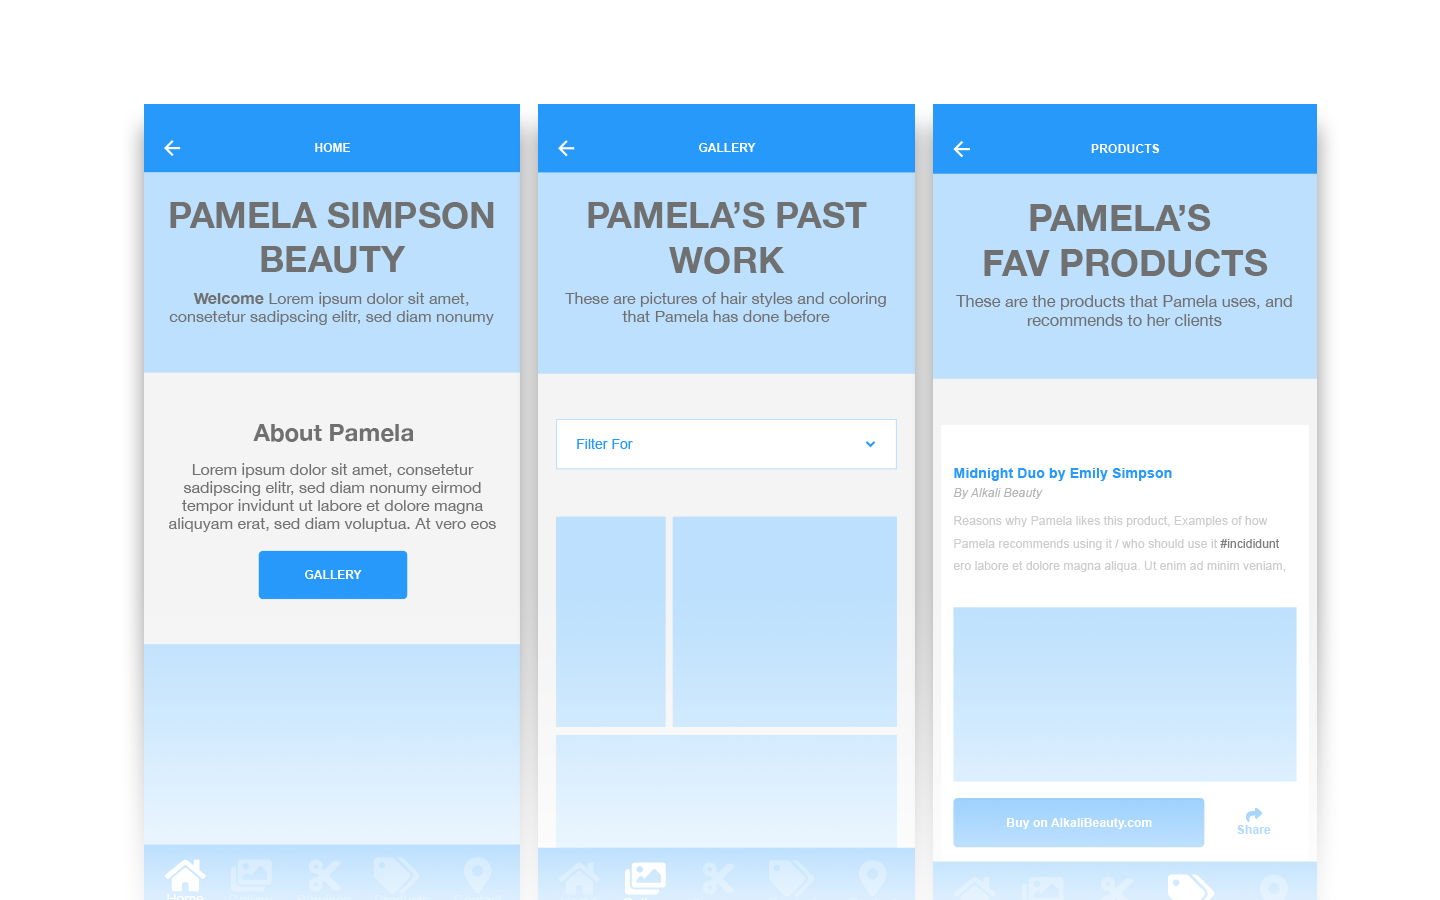 HOME
PAMELA SIMPSON
BEAUTY
Welcome Lorem ipsum dolor sit amet,
consetetur sadipscing elitr, sed diam nonumy
About Pamela
Lorem ipsum dolor sit amet, consetetur
sadipscing elitr, sed diam nonumy eirmod
tempor invidunt ut labore et dolore magna
aliquyam erat, sed diam voluptua. At vero eos
GALLERY
Home
GALLERY
PAMELA’S PAST
WORK
These are pictures of hair styles and coloring
that Pamela has done before
Filter For
PRODUCTS
PAMELA’S
FAV PRODUCTS
These are the products that Pamela uses, and
recommends to her clients
Midnight Duo by Emily Simpson
By Alkali Beauty
Reasons why Pamela likes this product, Examples of how
Pamela recommends using it / who should use it #incididunt
ero labore et dolore magna aliqua. Ut enim ad minim veniam,
Buy on AlkaliBeauty.com
Share